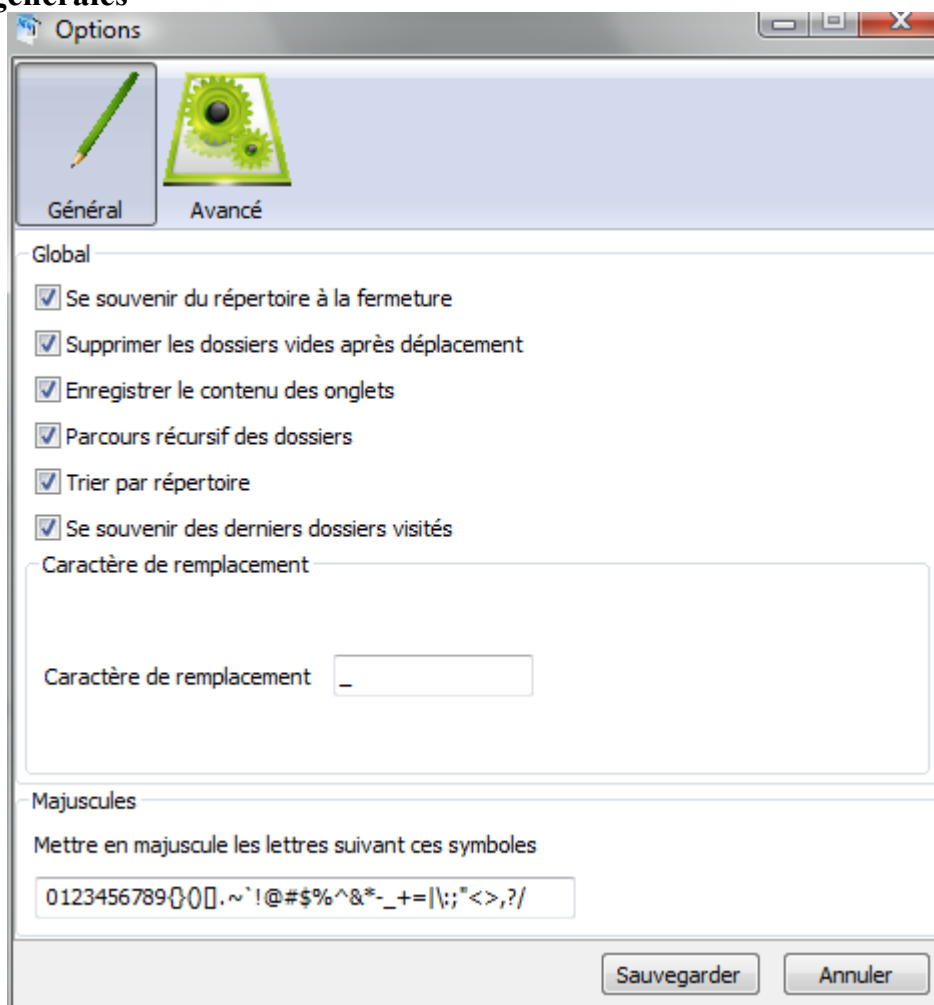 générales
Options
Général Avancé
Global
Se souvenir du répertoire à la fermeture
Supprimer les dossiers vides après déplacement
Enregistrer le contenu des onglets
Parcours récursif des dossiers
Trier par répertoire
Se souvenir des derniers dossiers visités
Caractère de remplacement
Caractère de remplacement _
Majuscules
Mettre en majuscule les lettres suivant ces symboles
0123456789{}()[].~`!@#$%^&*-_+=|\:;"<>,?/
Sauvegarder Annuler